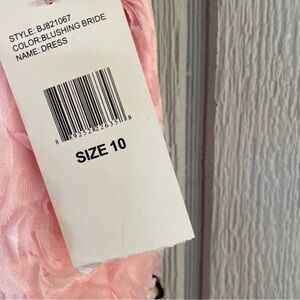 STYLE: BJ821067
COLOR:BLUSHING BRIDE
NAME: DRESS
SIZE 10